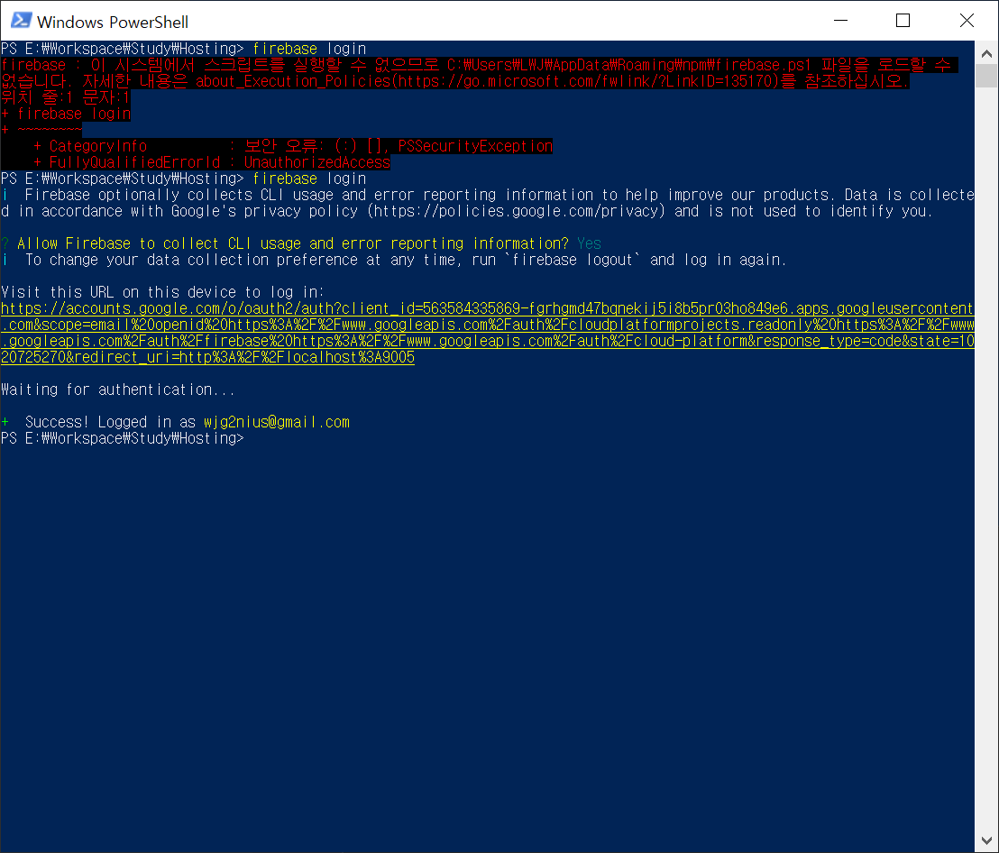 Windows PowerShell
PS E:₩Workspace₩Study₩Hosting> firebase login
firebase : 이 시스템에서 스크립트를 실행할 수 없으므로 C:₩Users₩LWJ₩AppData₩Roaming₩npm₩firebase.ps1 파일을 로드할 수
없습니다. 자세한 내용은 about_Execution_Policies(https://go.microsoft.com/fwlink/?LinkID=135170)를 참조하십시오.
위치 줄:1 문자:1
+ firebase login
+ ~~~~~~~~
    + CategoryInfo          : 보안 오류: (:) [], PSSecurityException
    + FullyQualifiedErrorId : UnauthorizedAccess
PS E:₩Workspace₩Study₩Hosting> firebase login
i  Firebase optionally collects CLI usage and error reporting information to help improve our products. Data is collecte
d in accordance with Google's privacy policy (https://policies.google.com/privacy) and is not used to identify you.
? Allow Firebase to collect CLI usage and error reporting information? Yes
i  To change your data collection preference at any time, run `firebase logout` and log in again.
Visit this URL on this device to log in:
https://accounts.google.com/o/oauth2/auth?client_id=563584335869-fgrhgmd47bqnekij5i8b5pr03ho849e6.apps.googleusercontent
.com&scope=email%20openid%20https%3A%2F%2Fwww.googleapis.com%2Fauth%2Fcloudplatformprojects.readonly%20https%3A%2F%2Fwww
.googleapis.com%2Fauth%2Ffirebase%20https%3A%2F%2Fwww.googleapis.com%2Fauth%2Fcloud-platform&response_type=code&state=10
20725270&redirect_uri=http%3A%2F%2Flocalhost%3A9005
Waiting for authentication...
+  Success! Logged in as wjg2nius@gmail.com
PS E:₩Workspace₩Study₩Hosting>